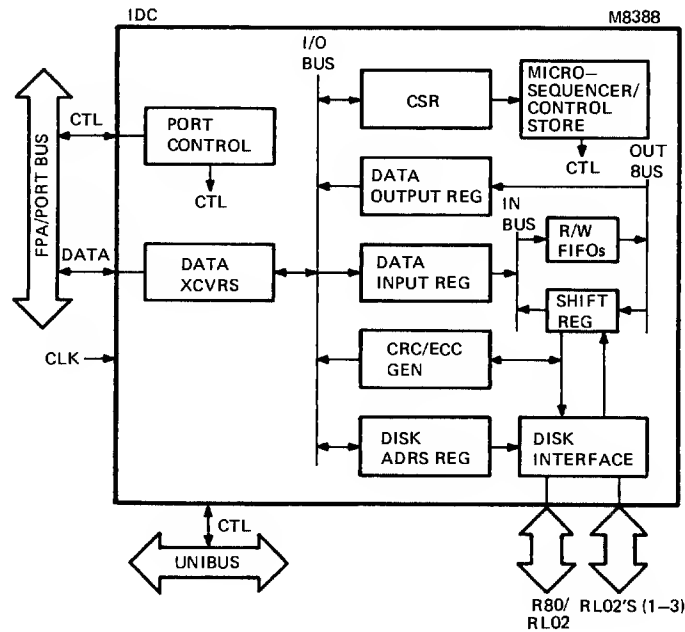 IDC
M8388
I/O
BUS
MICRO-
SEQUENCER/
CONTROL
STORE
CSR
CTL
PORT
CONTROL
CTL
CTL
OUT
BUS
DATA
OUTPUT REG
IN
BUS
R/W
FIFOs
FPA/PORT BUS
DATA
DATA
XCVRS
DATA
INPUT REG
SHIFT
REG
CLK
CRC/ECC
GEN
DISK
ADRS REG
DISK
INTERFACE
CTL
UNIBUS
R80/
RL02
RL02'S (1-3)